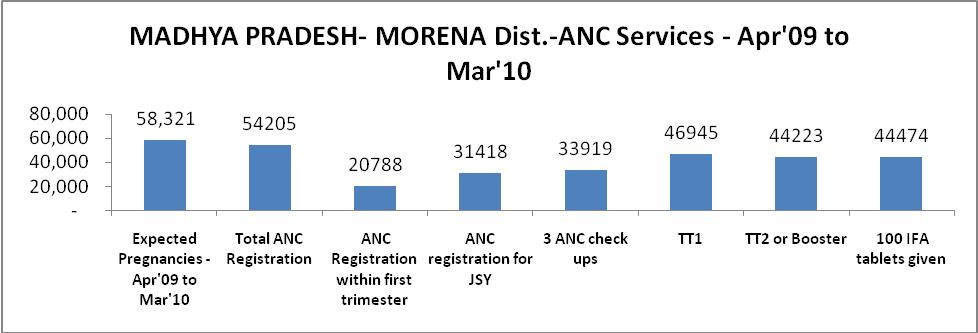 MADHYA PRADESH- MORENA Dist.-ANC Services - Apr'09 to
Mar'10
80,000
60,000
40,000
20,000
-
58,321
54205
20788
31418
33919
46945
44223
44474
Expected
Pregnancies -
Apr'09 to
Mar'10
Total ANC
Registration
ANC
Registration
within first
trimester
ANC
registration for
JSY
3 ANC check
ups
TT1
TT2 or Booster
100 IFA
tablets given